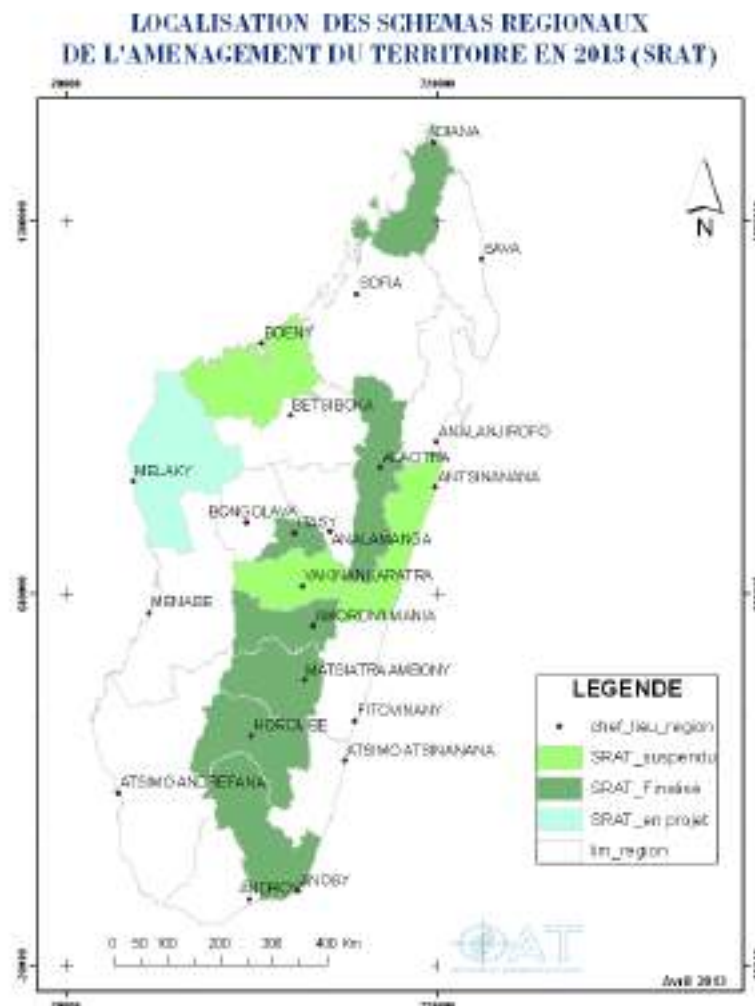 LOCALISATION DES SCHEMAS REGIONAUX
DE L'AMENAGEMENT DU TERRITOIRE EN 2013 (SRAT)
DIANA
N
SAVA
SOFIA
BOENY
BETSIBOKA
ANALANJIROFO
ALAOTRA
MELAKY
ANTSINANANA
BONGOLAVA
ITASY
ANALAMANGA
VAKINANKARATRA
MENABE
AMORONI MANIA
MATSIATRA AMBONY
LEGENDE
FITOVINANY
chef_lieu_region
HOROMBE
SRAT_suspendu
ATSIMO ATSINANANA
ATSIMO ANDREFANA
SRAT_Finalisé
SRAT_en projet
lim_region
ANOSY
ANDROY
0 50 100 200 300 400 Km
OAT
Avril 2013